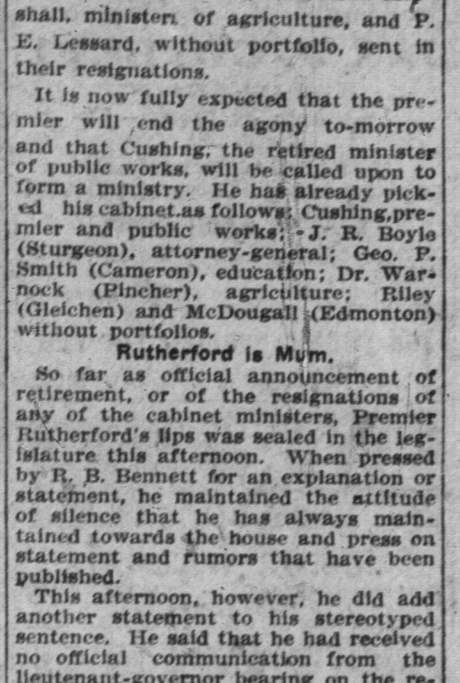 shall, minister, of agriculture, and P.
E. Lessard, without portfolio, sent in
their resignations.
It is now fully expected that the pre-
mier will end the agony to-morrow
and that Cushing, the retired minister
of public works, will be called upon to
form a ministry. He has already pick-
ed his cabinet as follows: Cushing, pre-
mier and public works; J. R. Boyle
(Sturgeon), attorney-general; Geo. P.
Smith (Cameron), education; Dr. War-
nock (Pincher), agriculture; Riley
(Gleichen) and McDougall (Edmonton)
without portfolios.
Rutherford is Mum.
So far as official announcement of
retirement, or of the resignations of
any of the cabinet ministers, Premier
Rutherford's lips was sealed in the leg-
islature this afternoon. When pressed
by R. B. Bennett for an explanation or
statement, he maintained the attitude
of silence that he has always main-
tained towards the house and press on
statement and rumors that have been
published.
This afternoon, however, he did add
another statement to his stereotyped
sentence. He said that he had received
no official communication from the
lieutenant-governor bearing on the re-